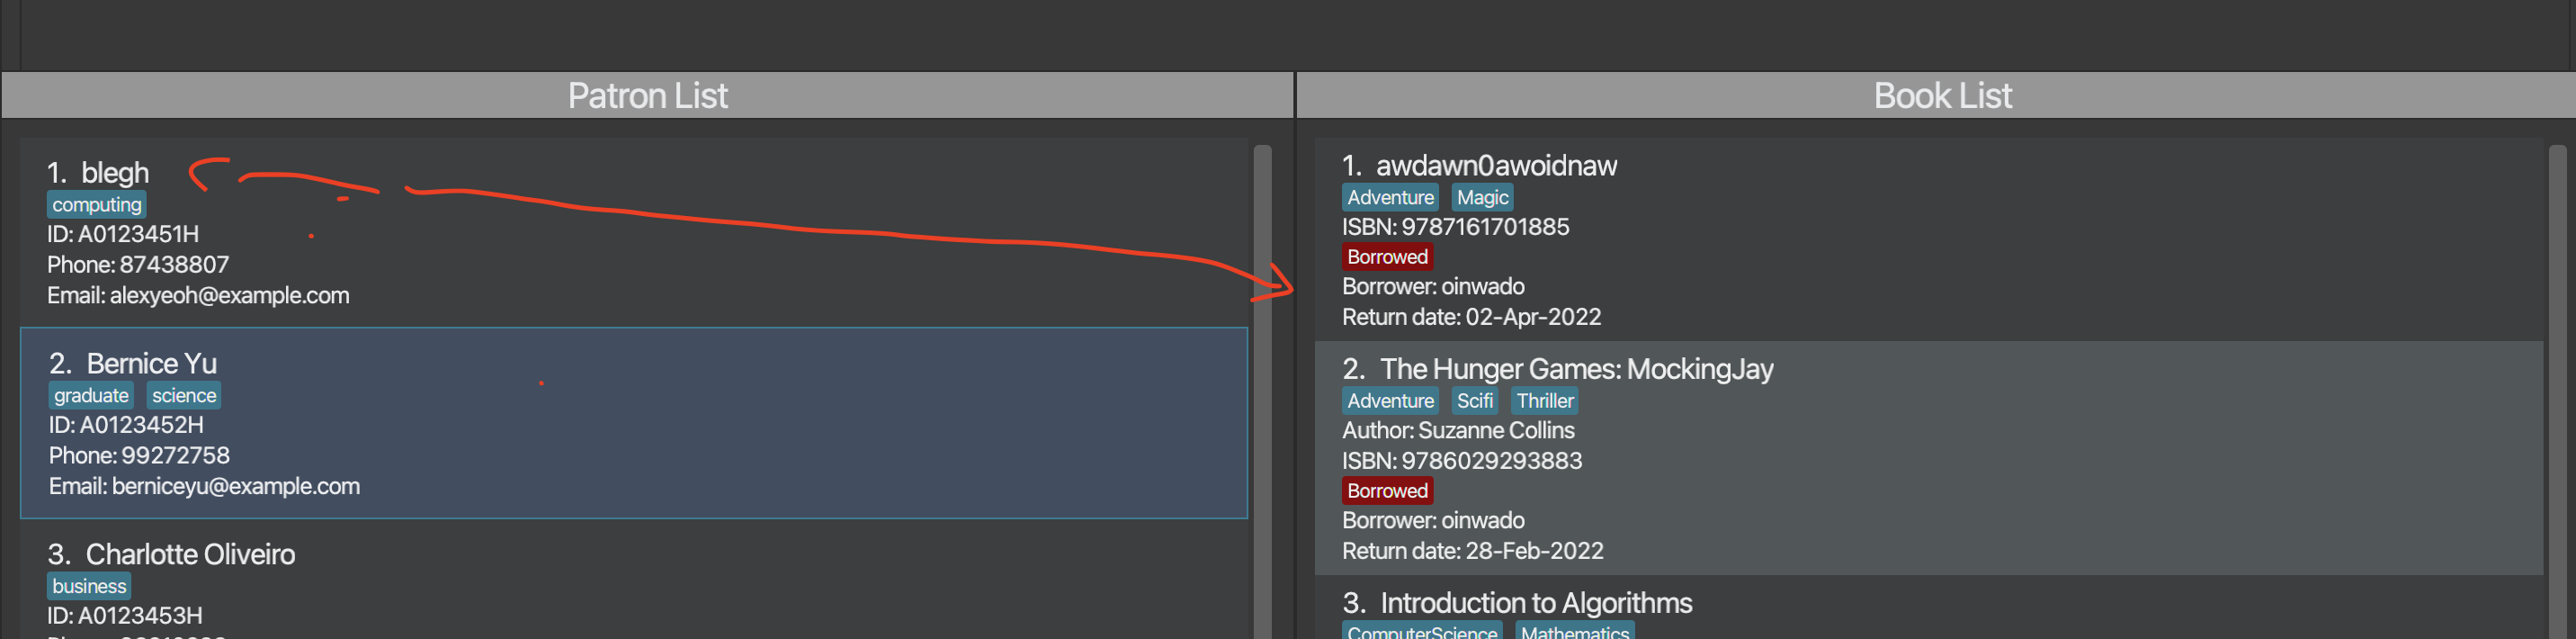 Patron List
1. blegh
computing
ID: A0123451H
Phone: 87438807
Email: alexyeoh@example.com
2. Bernice Yu
graduate science
ID: A0123452H
Phone: 99272758
Email: berniceyu@example.com
3. Charlotte Oliveiro
business
ID: A0123453H
Book List
1. awdawn0awoidnaw
Adventure Magic
ISBN: 9787161701885
Borrowed
Borrower: oinwado
Return date: 02-Apr-2022
2. The Hunger Games: MockingJay
Adventure Scifi Thriller
Author: Suzanne Collins
ISBN: 9786029293883
Borrowed
Borrower: oinwado
Return date: 28-Feb-2022
3. Introduction to Algorithms
ComputerScience Mathematics